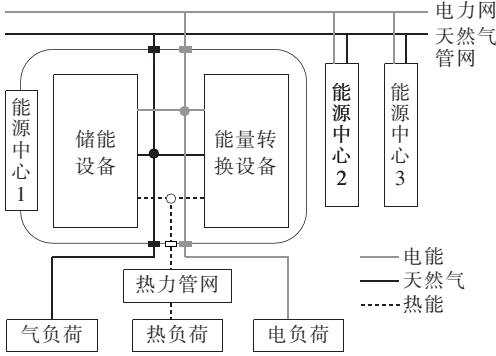 电力网
天然气
管网
能源中心1
储能
设备
能量转
换设备
能源中心2
能源中心3
电能
天然气
热能
热力管网
气负荷
热负荷
电负荷